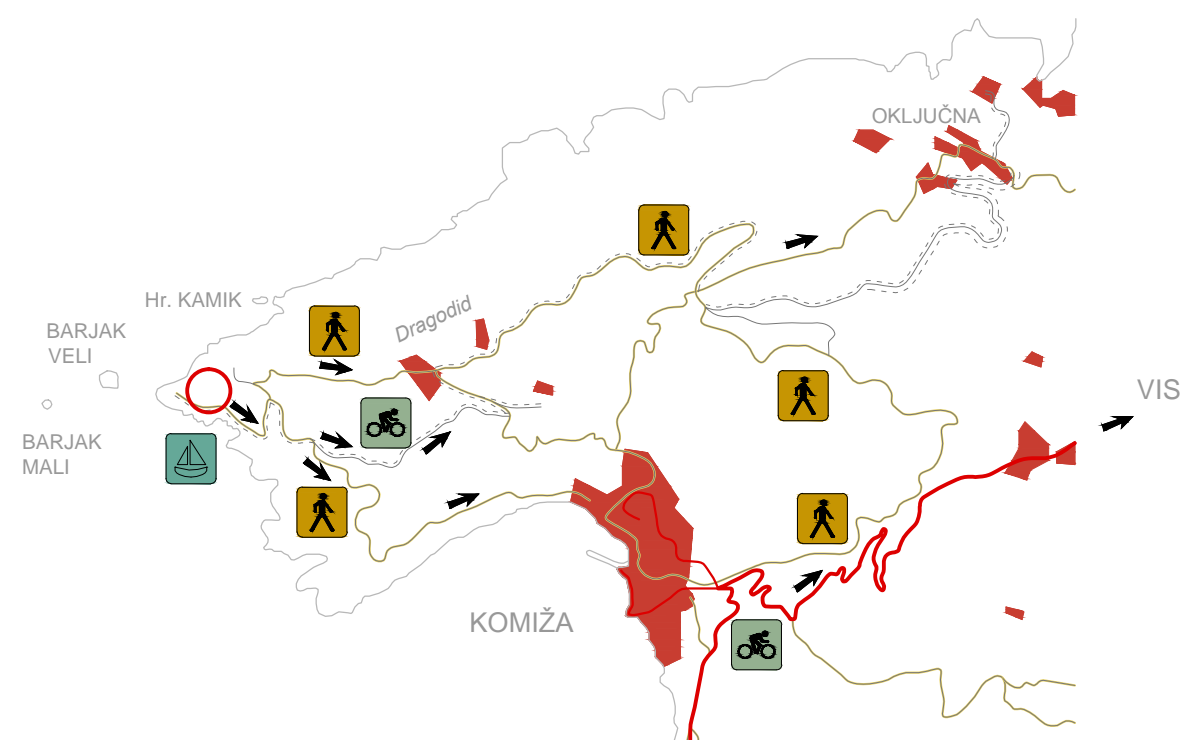 OKLJUČNA
Hr. KAMIK
Dragodid
BARJAK
VELI
VIS
BARJAK
MALI
KOMIŽA